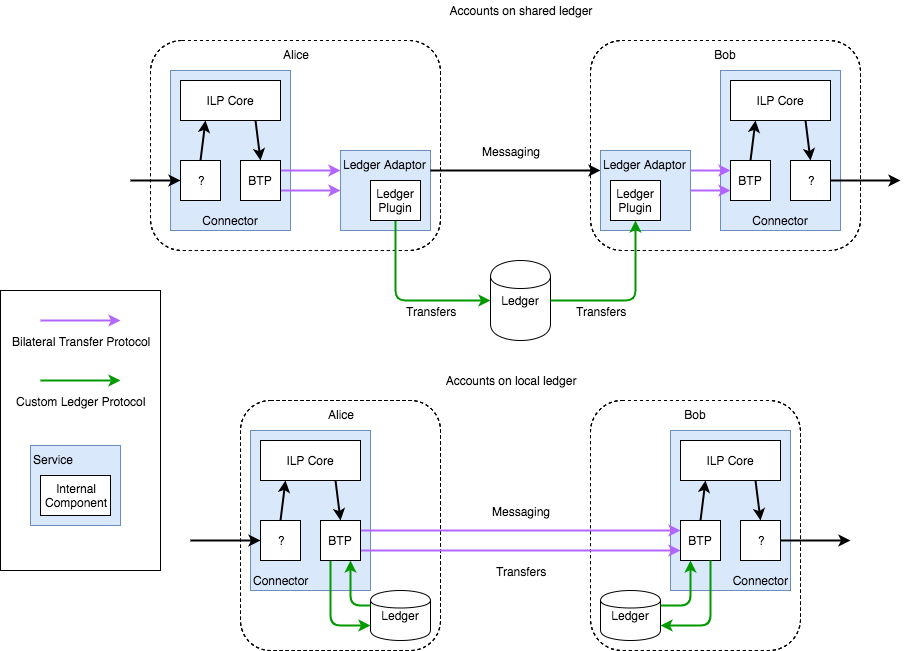 Accounts on shared ledger
Alice
Bob
ILP Core
ILP Core
Messaging
Ledger Adaptor
Ledger Adaptor
?
BTP
BTP
?
Ledger
Plugin
Ledger
Plugin
Connector
Connector
Ledger
Transfers
Transfers
Bilateral Transfer Protocol
Custom Ledger Protocol
Service
Internal
Component
Accounts on local ledger
Alice
Bob
ILP Core
ILP Core
Messaging
?
BTP
BTP
?
Transfers
Connector
Connector
Ledger
Ledger